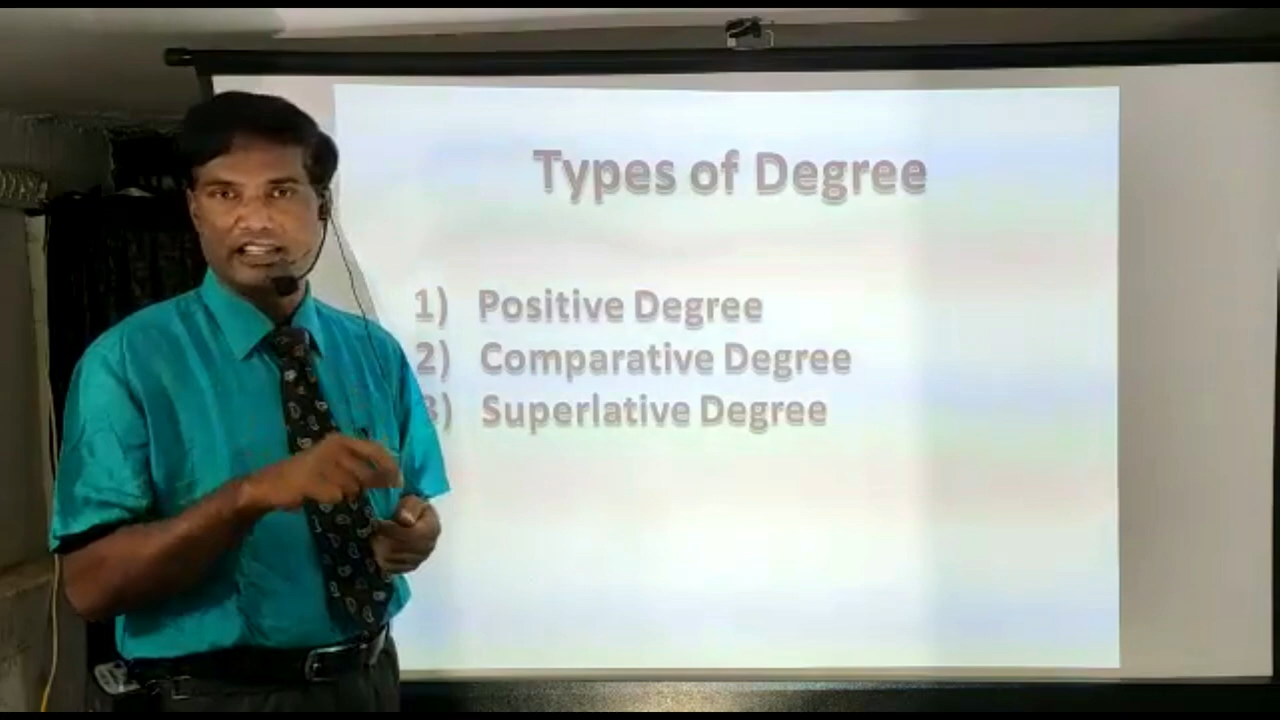 Types of Degree
1) Positive Degree
2) Comparative Degree
3) Superlative Degree